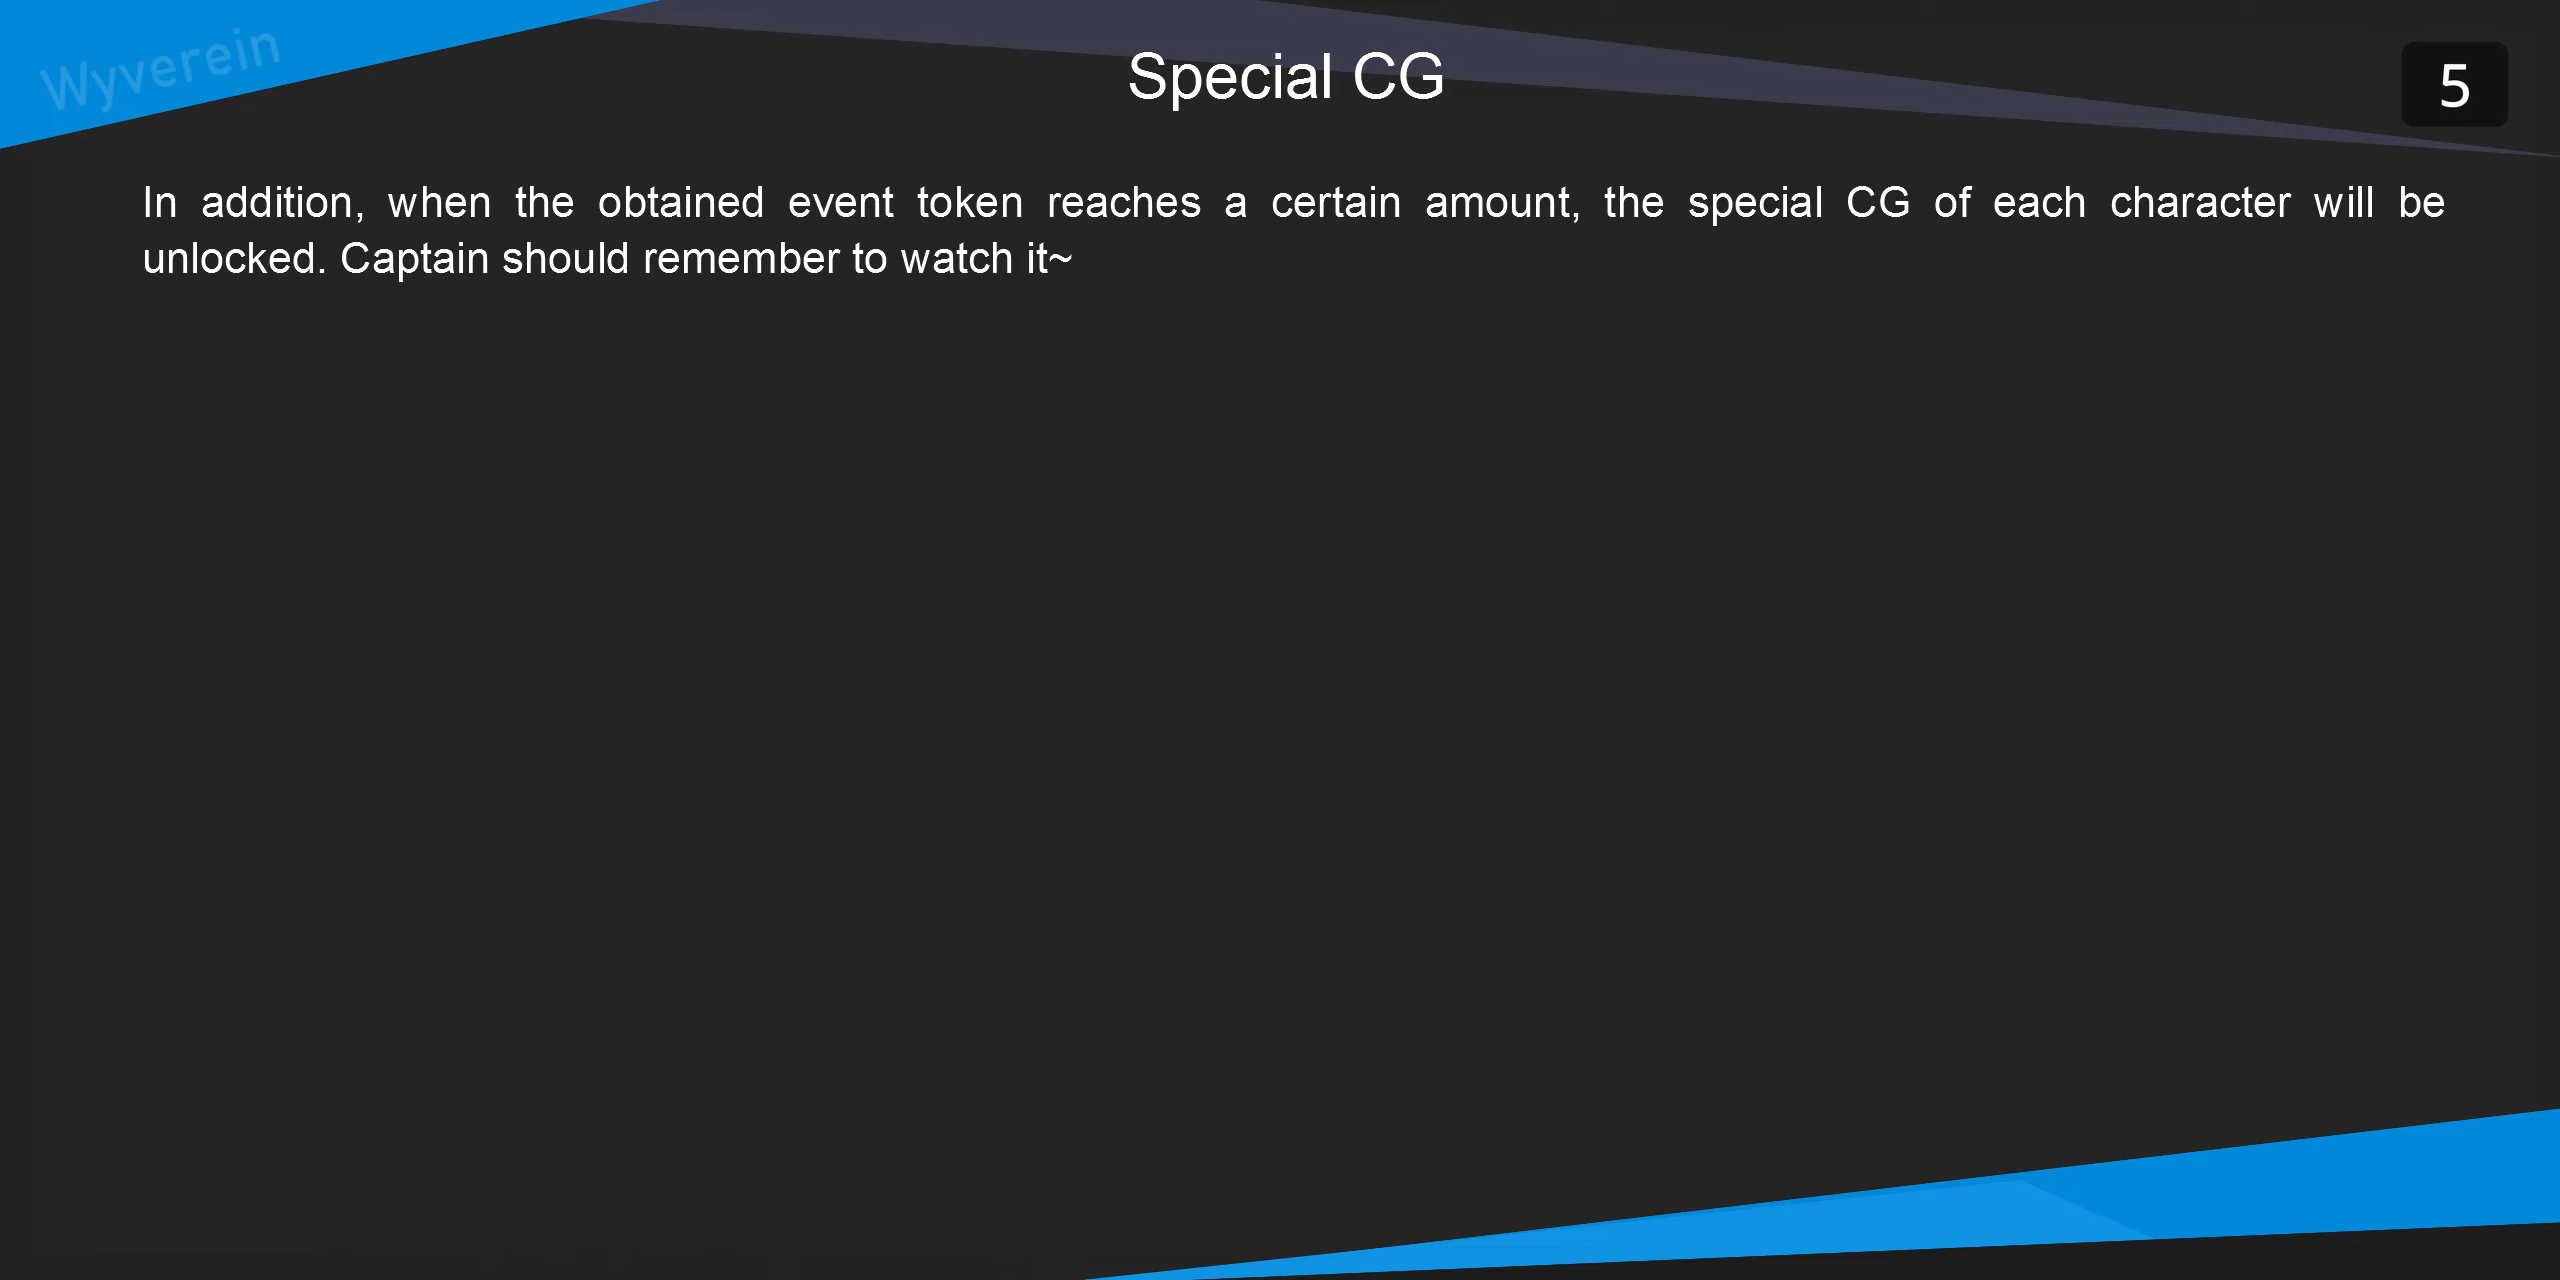 Wyverein
Special CG
5
In addition, when the obtained event token reaches a certain amount, the special CG of each character will be
unlocked. Captain should remember to watch it~